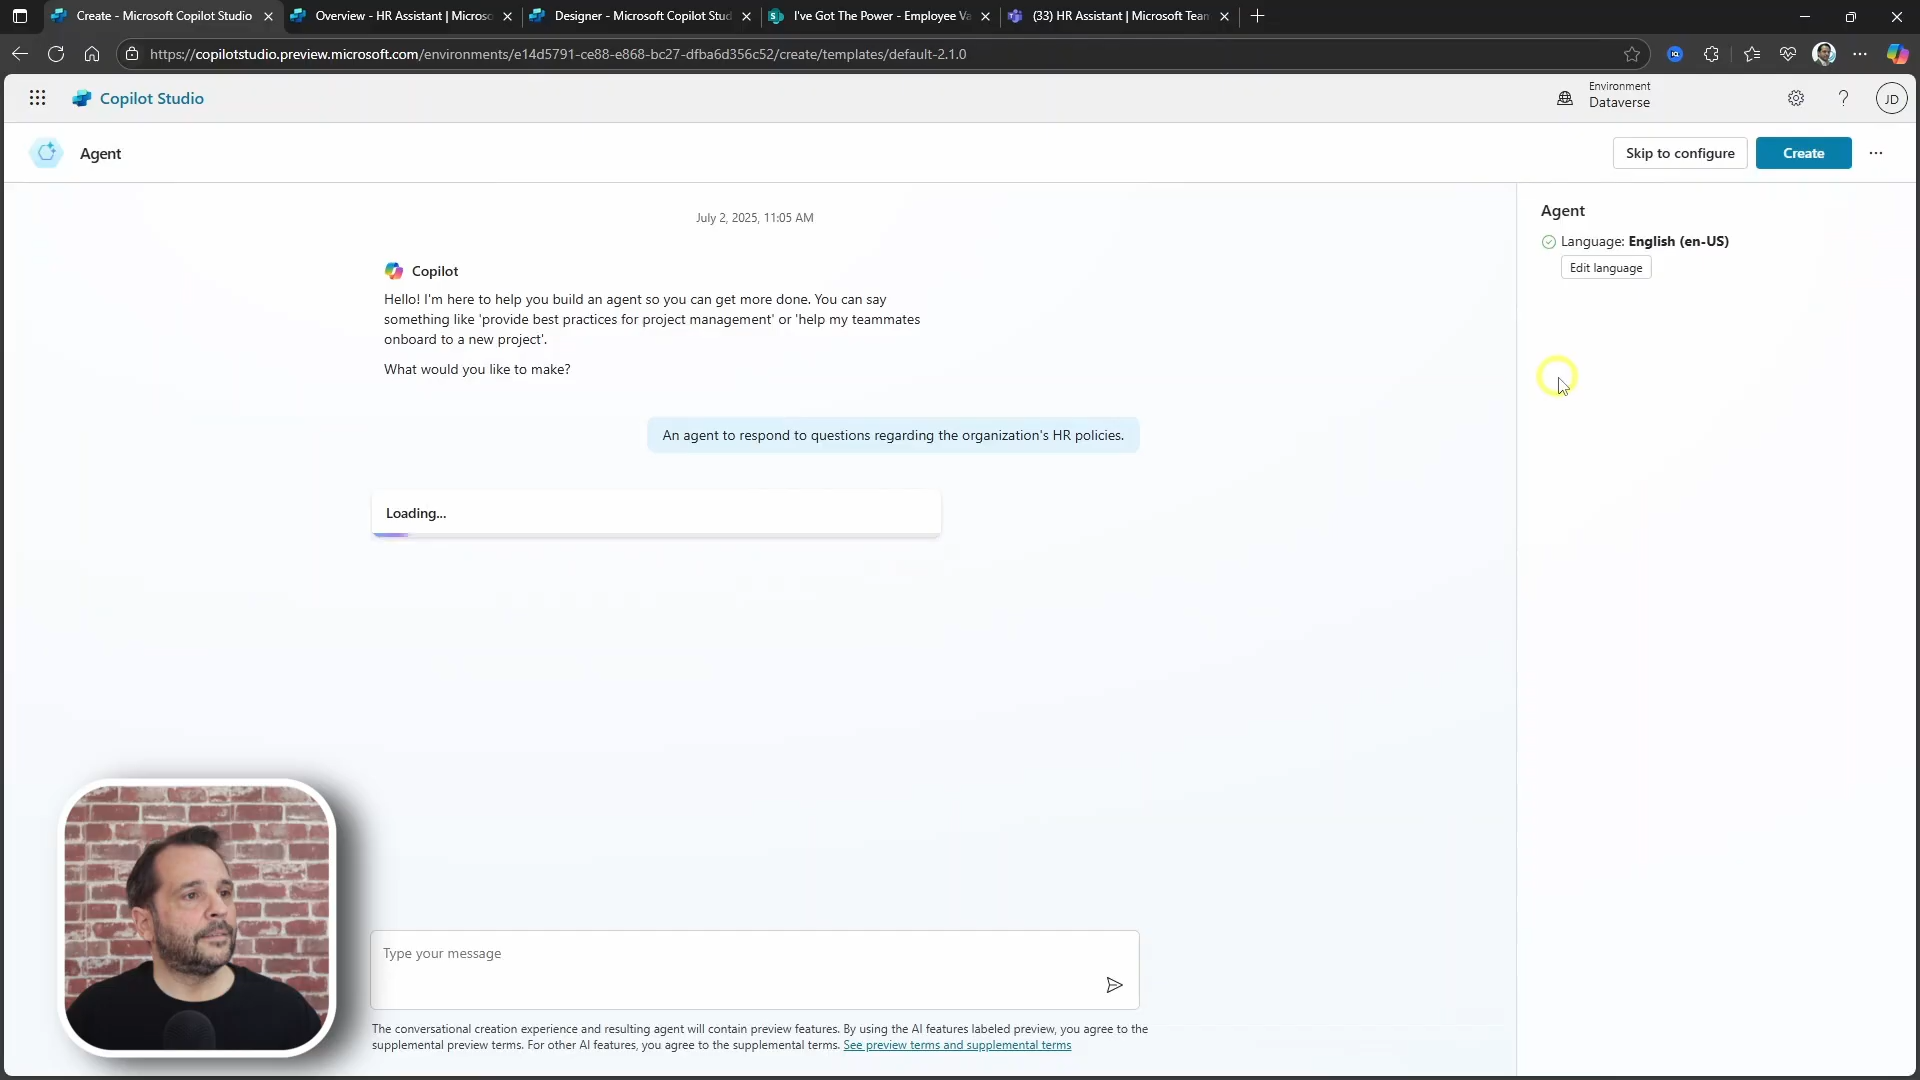 Create - Microsoft Copilot Studio
Overview - HR Assistant | Microsо
Designer - Microsoft Copilot Stud
I've Got The Power - Employee Va
(33) HR Assistant | Microsoft Tean
https://copilotstudio.preview.microsoft.com/environments/e14d5791-ce88-e868-bc27-dfba6d356c52/create/templates/default-2.1.0
Copilot Studio
Environment
Dataverse
?
JD
Agent
Skip to configure
Create
July 2, 2025, 11:05 AM
Agent
Language: English (en-US)
Edit language
Copilot
Hello! I'm here to help you build an agent so you can get more done. You can say
something like 'provide best practices for project management' or 'help my teammates
onboard to a new project'.
What would you like to make?
An agent to respond to questions regarding the organization's HR policies.
Loading...
Type your message
The conversational creation experience and resulting agent will contain preview features. By using the AI features labeled preview, you agree to the
supplemental preview terms. For other AI features, you agree to the supplemental terms. See preview terms and supplemental terms